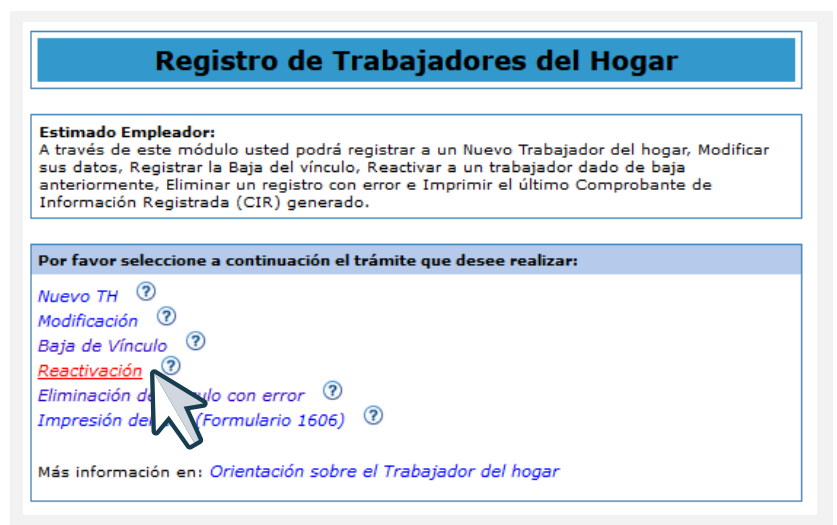 Registro de Trabajadores del Hogar
Estimado Empleador:
A través de este módulo usted podrá registrar a un Nuevo Trabajador del hogar, Modificar
sus datos, Registrar la Baja del vínculo, Reactivar a un trabajador dado de baja
anteriormente, Eliminar un registro con error e Imprimir el último Comprobante de
Información Registrada (CIR) generado.
Por favor seleccione a continuación el trámite que desee realizar:
Nuevo TH ?
Modificación ?
Baja de Vínculo ?
Reactivación ?
Eliminación de con error ?
Impresión del (Formulario 1606) ?
Más información en: Orientación sobre el Trabajador del hogar